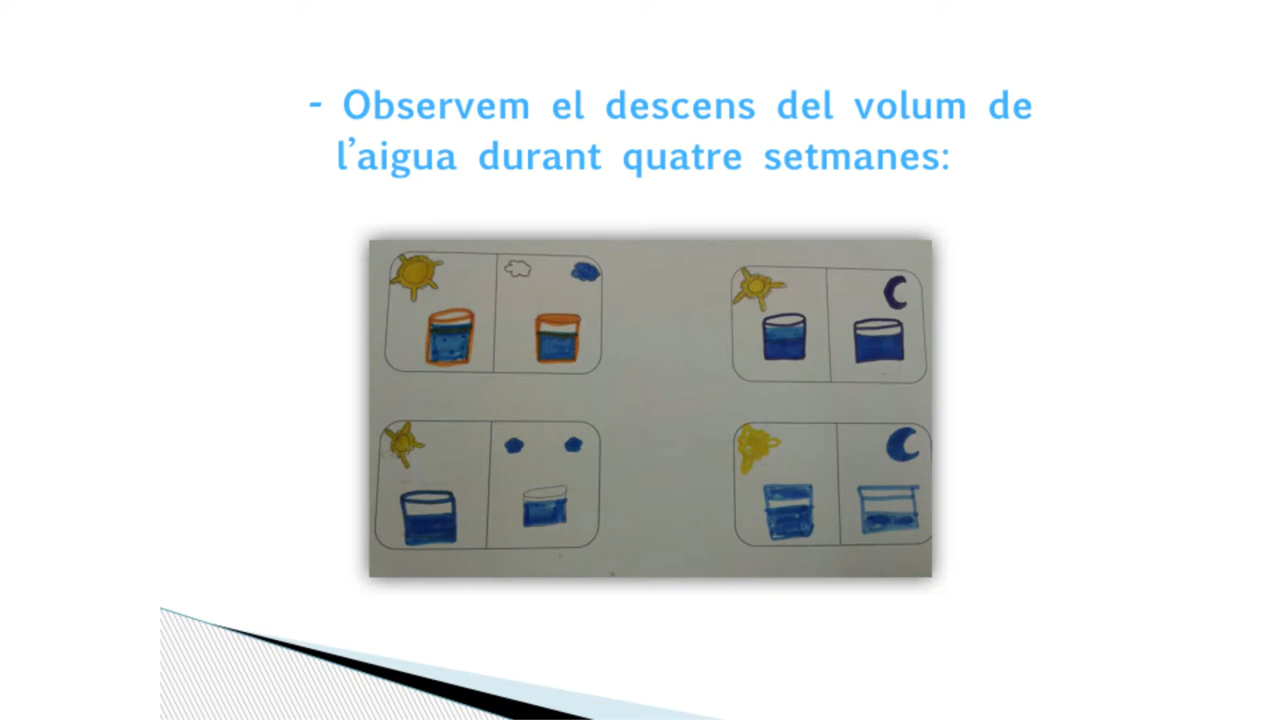 - Observem el descens del volum de
l’aigua durant quatre setmanes: